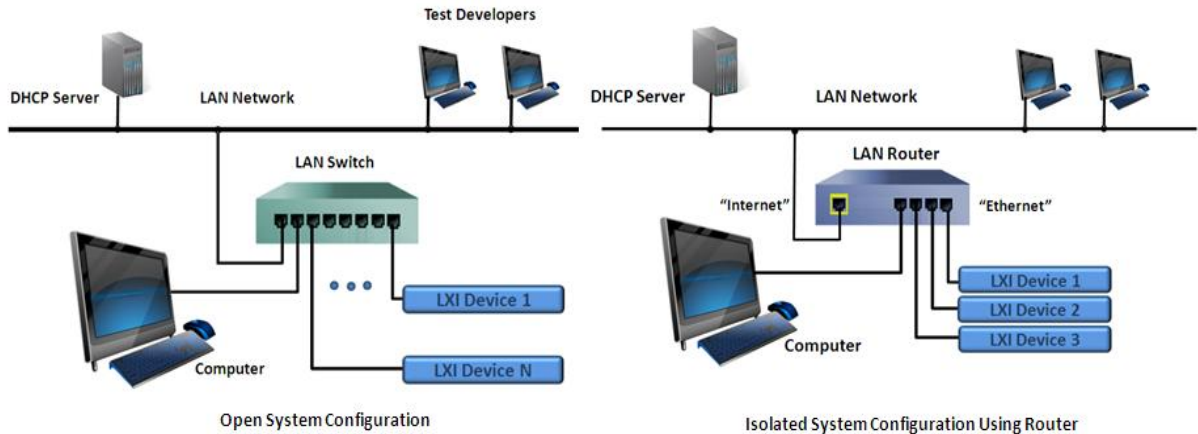 Test Developers
DHCP Server
LAN Network
LAN Switch
LXI Device 1
Computer
LXI Device N
Open System Configuration
DHCP Server
LAN Network
LAN Router
“Internet”
“Ethernet”
LXI Device 1
LXI Device 2
LXI Device 3
Computer
Isolated System Configuration Using Router